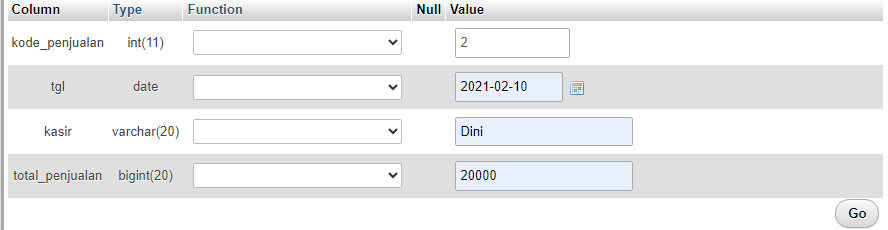 Column Type Function Null Value
kode_penjualan int(11) 2
tgl date 2021-02-10
kasir varchar(20) Dini
total_penjualan bigint(20) 20000
Go